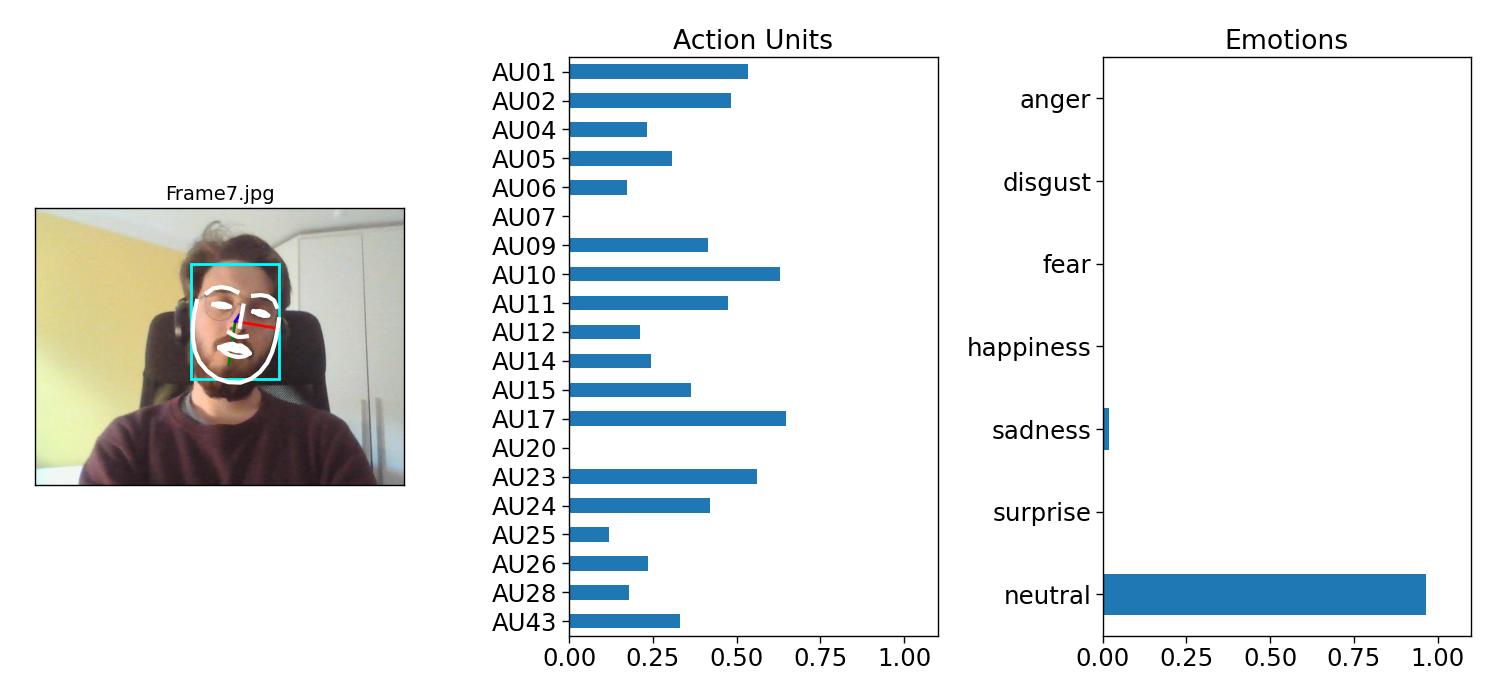 Frame7.jpg
Action Units
AU01
AU02
AU04
AU05
AU06
AU07
AU09
AU10
AU11
AU12
AU14
AU15
AU17
AU20
AU23
AU24
AU25
AU26
AU28
AU43
0.00 0.25 0.50 0.75 1.00
Emotions
anger
disgust
fear
happiness
sadness
surprise
neutral
0.00 0.25 0.50 0.75 1.00